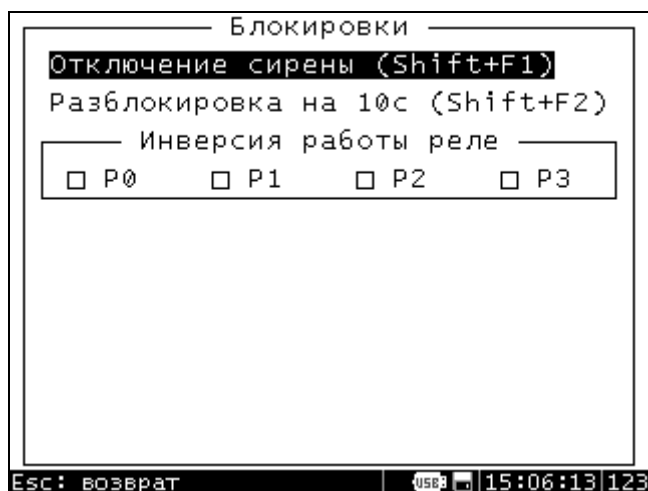 Блокировки
Отключение сирены (Shift+F1)
Разблокировка на 10с (Shift+F2)
Инверсия работы реле
P0 P1 P2 P3
Esc: возврат USB 15:06:13 123